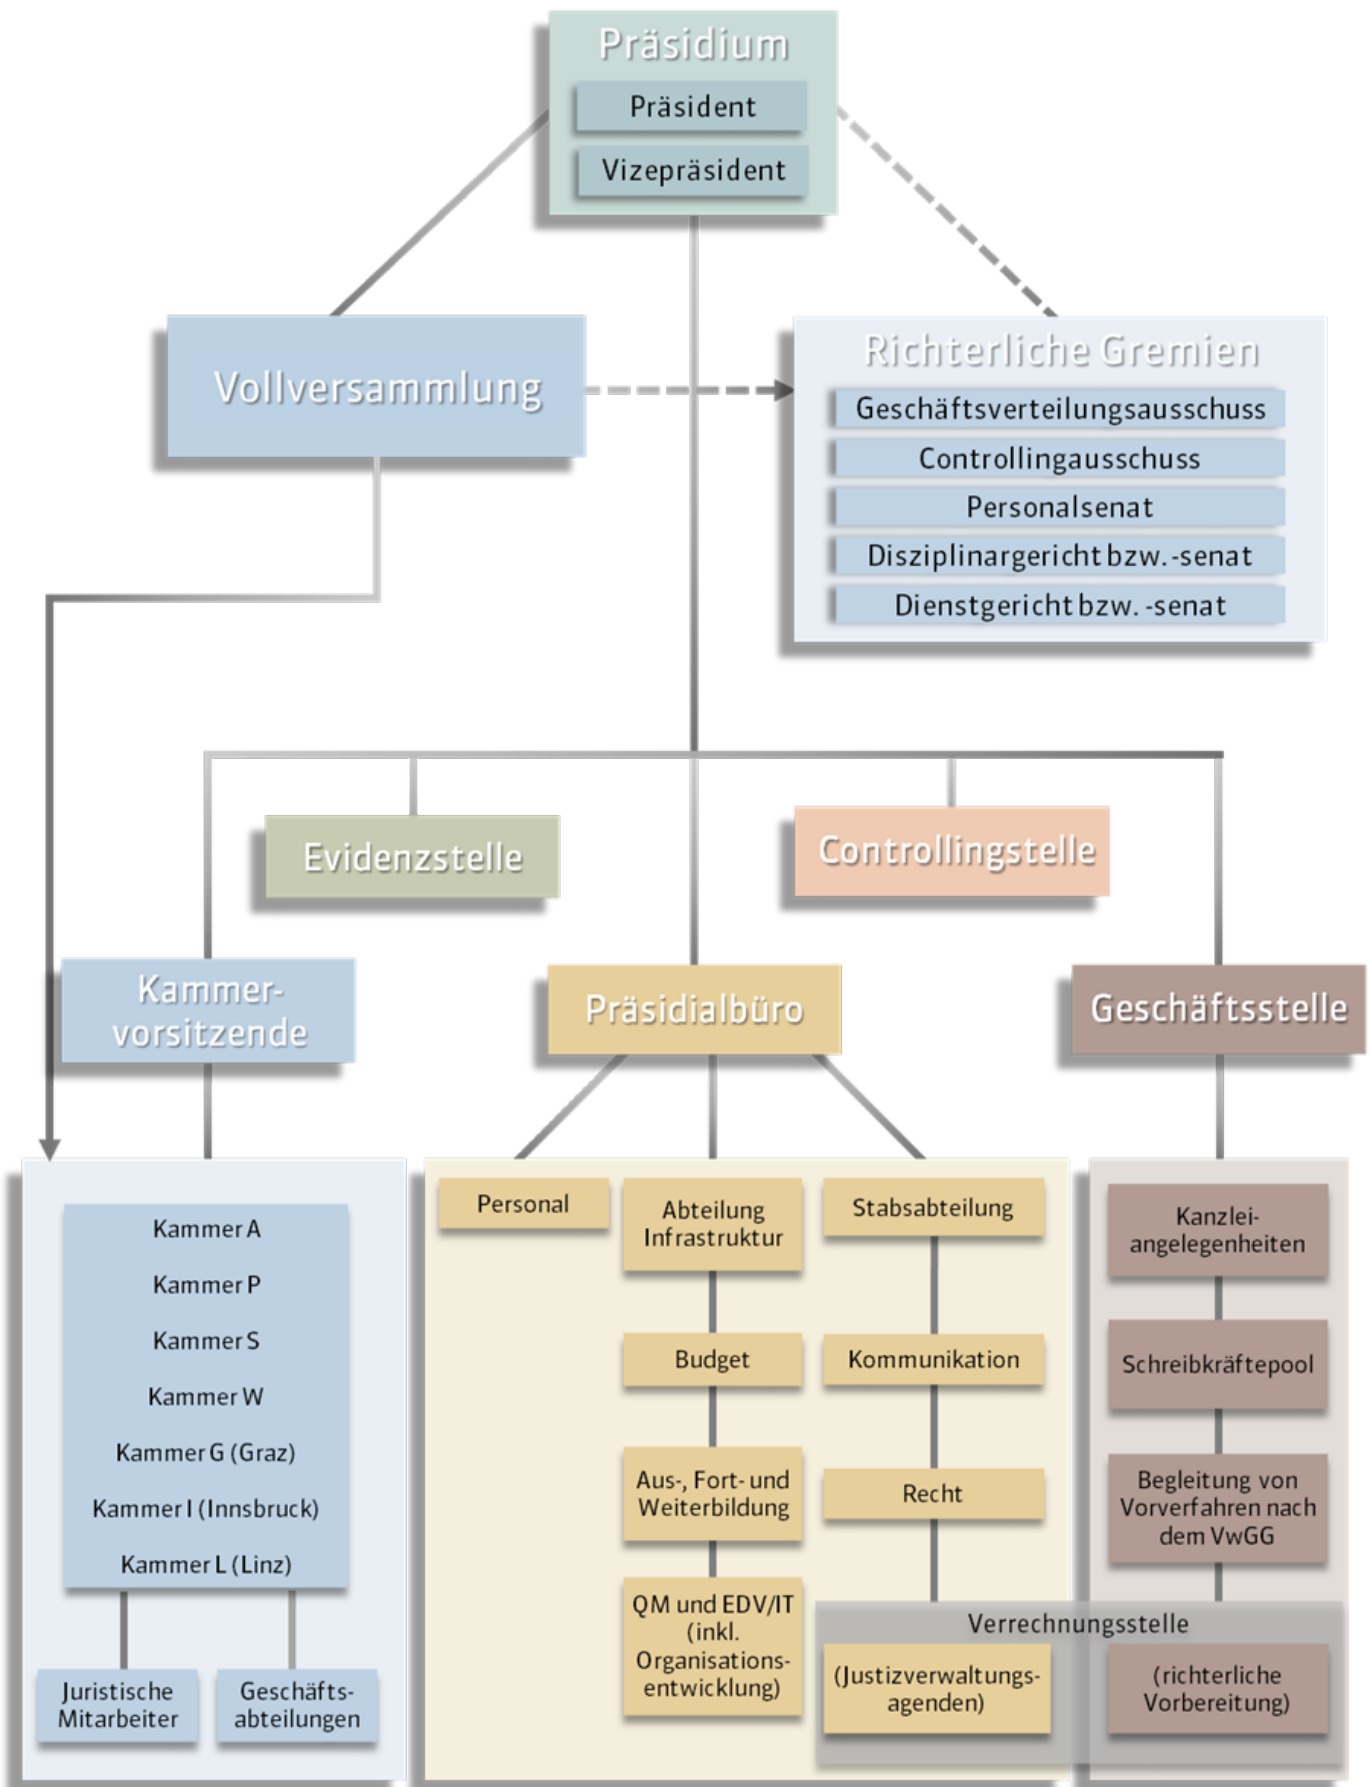 Präsidium
Präsident
Vizepräsident
Vollversammlung
Richterliche Gremien
Geschäftsverteilungsausschuss
Controllingausschuss
Personalsenat
Disziplinargericht bzw. -senat
Dienstgericht bzw. -senat
Evidenzstelle
Controllingstelle
Kammer-
vorsitzende
Präsidialbüro
Geschäftsstelle
Kammer A
Kammer P
Kammer S
Kammer W
Kammer G (Graz)
Kammer I (Innsbruck)
Kammer L (Linz)
Juristische
Mitarbeiter
Geschäfts-
abteilungen
Personal
Abteilung
Infrastruktur
Budget
Aus-, Fort- und
Weiterbildung
QM und EDV/IT
(inkl.
Organisations-
entwicklung)
Stabsabteilung
Kommunikation
Recht
Kanzlei-
angelegenheiten
Schreibkräftepool
Begleitung von
Vorverfahren nach
dem VwGG
Verrechnungsstelle
(Justizverwaltungs-
agenden)
(richterliche
Vorbereitung)